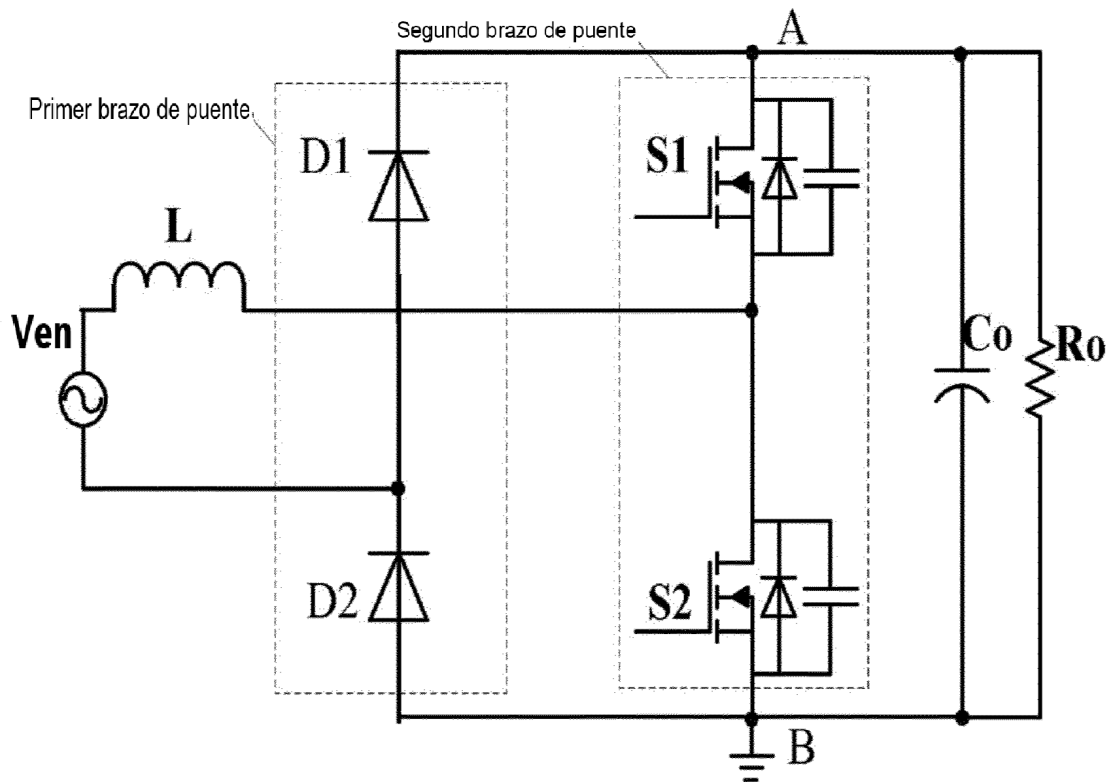 Segundo brazo de puente
A
Primer brazo de puente
D1
S1
L
Ven
Co
Ro
D2
S2
B